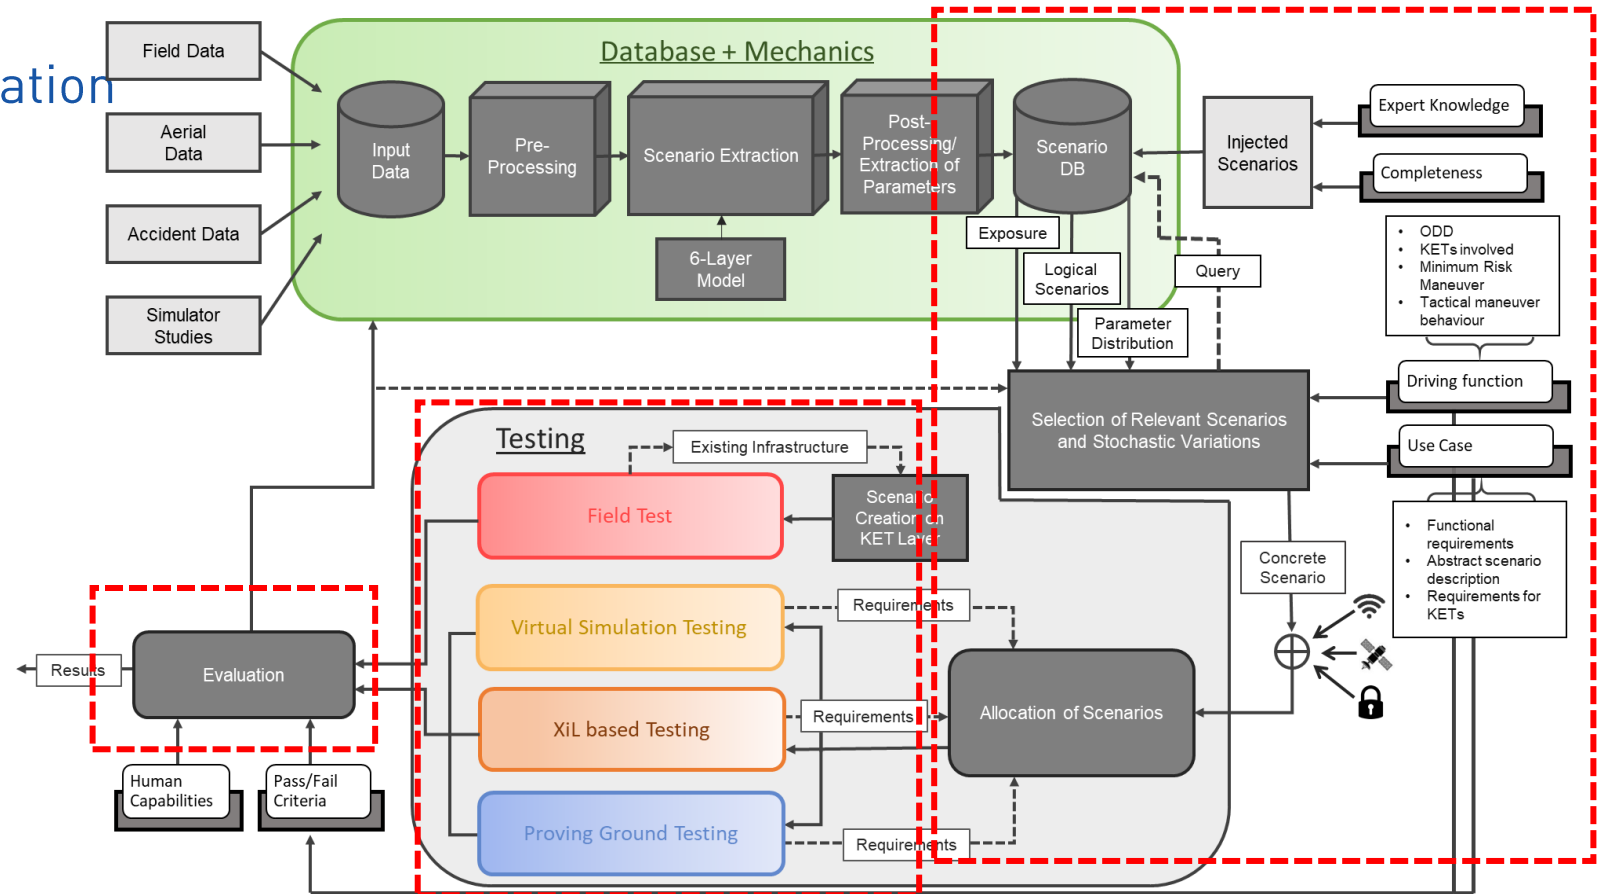 ation
Field Data
Aerial
Data
Accident Data
Simulator
Studies
Database + Mechanics
Input
Data
Pre-
Processing
Scenario Extraction
6-Layer
Model
Post-
Processing/
Extraction of
Parameters
Scenario
DB
Injected
Scenarios
Expert Knowledge
Completeness
Exposure
Logical
Scenarios
Parameter
Distribution
Query
• ODD
• KETs involved
• Minimum Risk
Maneuver
• Tactical maneuver
behaviour
Driving function
Use Case
Selection of Relevant Scenarios
and Stochastic Variations
• Functional
requirements
• Abstract scenario
description
• Requirements for
KETs
Concrete
Scenario
Testing
Existing Infrastructure
Scenario
Creation on
KET Layer
Field Test
Virtual Simulation Testing
XiL based Testing
Proving Ground Testing
Requirements
Requirements
Requirements
Allocation of Scenarios
Evaluation
Results
Human
Capabilities
Pass/Fail
Criteria